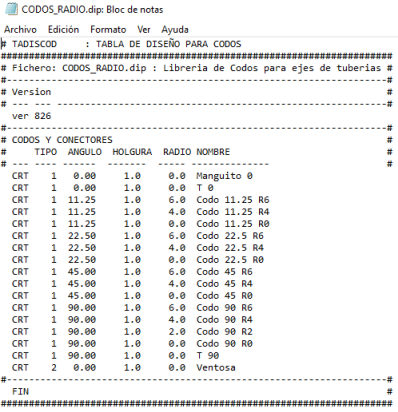 CODOS_RADIO.dip: Bloc de notas
Archivo Edición Formato Ver Ayuda
# TADISCOD : TABLA DE DISEÑO PARA CODOS
######################################################################
# Fichero: CODOS_RADIO.dip : Libreria de Codos para ejes de tuberias #
#--------------------------------------------------------------------#
# Version #
# --- --- -----------------------------------------------------------#
ver 826
#--------------------------------------------------------------------#
# CODOS Y CONECTORES #
# TIPO ANGULO HOLGURA RADIO NOMBRE #
# --- ---- ------ ------- ----- -------------- #
CRT 1 0.00 1.0 0.0 Manguito 0
CRT 1 0.00 1.0 0.0 T 0
CRT 1 11.25 1.0 6.0 Codo 11.25 R6
CRT 1 11.25 1.0 4.0 Codo 11.25 R4
CRT 1 11.25 1.0 0.0 Codo 11.25 R0
CRT 1 22.50 1.0 6.0 Codo 22.5 R6
CRT 1 22.50 1.0 4.0 Codo 22.5 R4
CRT 1 22.50 1.0 0.0 Codo 22.5 R0
CRT 1 45.00 1.0 6.0 Codo 45 R6
CRT 1 45.00 1.0 4.0 Codo 45 R4
CRT 1 45.00 1.0 0.0 Codo 45 R0
CRT 1 90.00 1.0 6.0 Codo 90 R6
CRT 1 90.00 1.0 4.0 Codo 90 R4
CRT 1 90.00 1.0 2.0 Codo 90 R2
CRT 1 90.00 1.0 0.0 Codo 90 R0
CRT 1 90.00 1.0 0.0 T 90
CRT 2 0.00 1.0 0.0 Ventosa
#--------------------------------------------------------------------#
FIN #
######################################################################